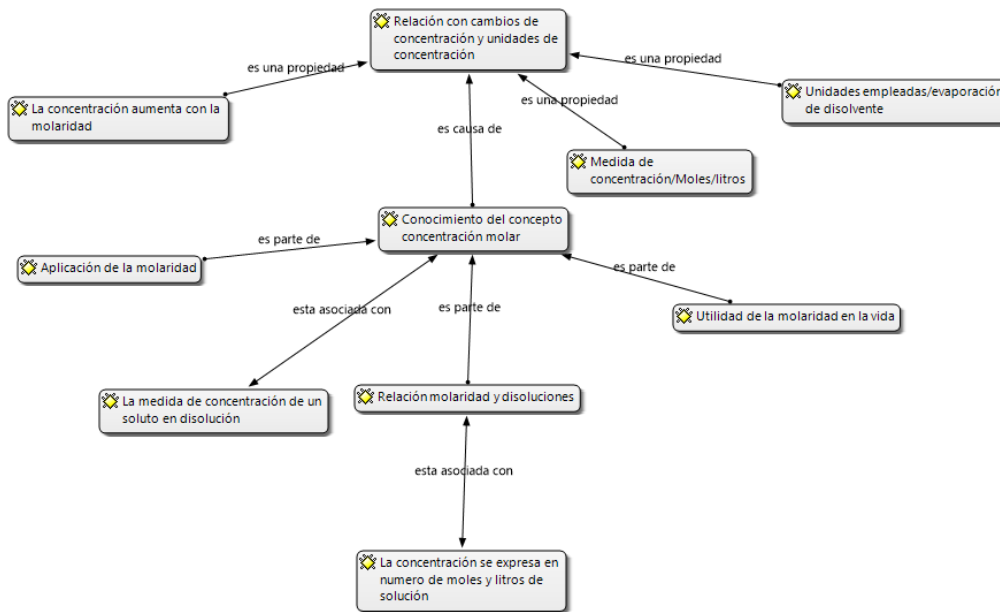 Relación con cambios de
concentración y unidades de
concentración
es una propiedad
es una propiedad
La concentración aumenta con la
molaridad
Unidades empleadas/evaporación
de disolvente
es una propiedad
es causa de
Medida de
concentración/Moles/litros
Conocimiento del concepto
concentración molar
es parte de
Aplicación de la molaridad
es parte de
esta asociada con
es parte de
Utilidad de la molaridad en la vida
La medida de concentración de un
soluto en disolución
Relación molaridad y disoluciones
esta asociada con
La concentración se expresa en
numero de moles y litros de
solución